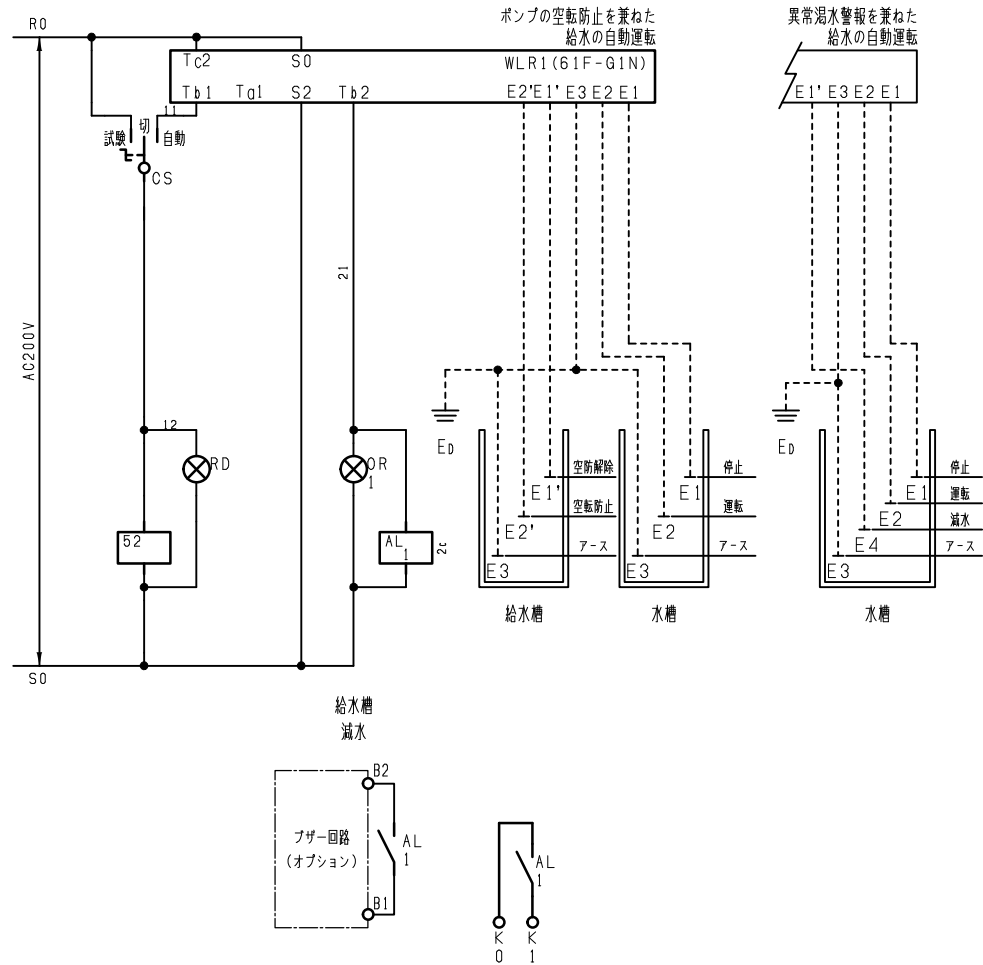 ポンプの空転防止を兼ねた
給水の自動運転
異常渇水警報を兼ねた
給水の自動運転
R0
Tc2 S0 WLR1(61F-G1N)
Tb1 Ta1 S2 Tb2 E2'E1' E3 E2 E1
E1' E3 E2 E1
11
試験 切 自動
CS
21
AC200V
ED
ED
12
RD
OR
1
52
AL
1
2c
E1'
空防解除
E2'
空転防止
E3
アース
E1
停止
E2
運転
E3
アース
E1
停止
E2
運転
E4
減水
E3
アース
給水槽
水槽
水槽
S0
給水槽
減水
B2
ブザー回路
(オプション)
AL
1
B1
AL
1
K
0
K
1